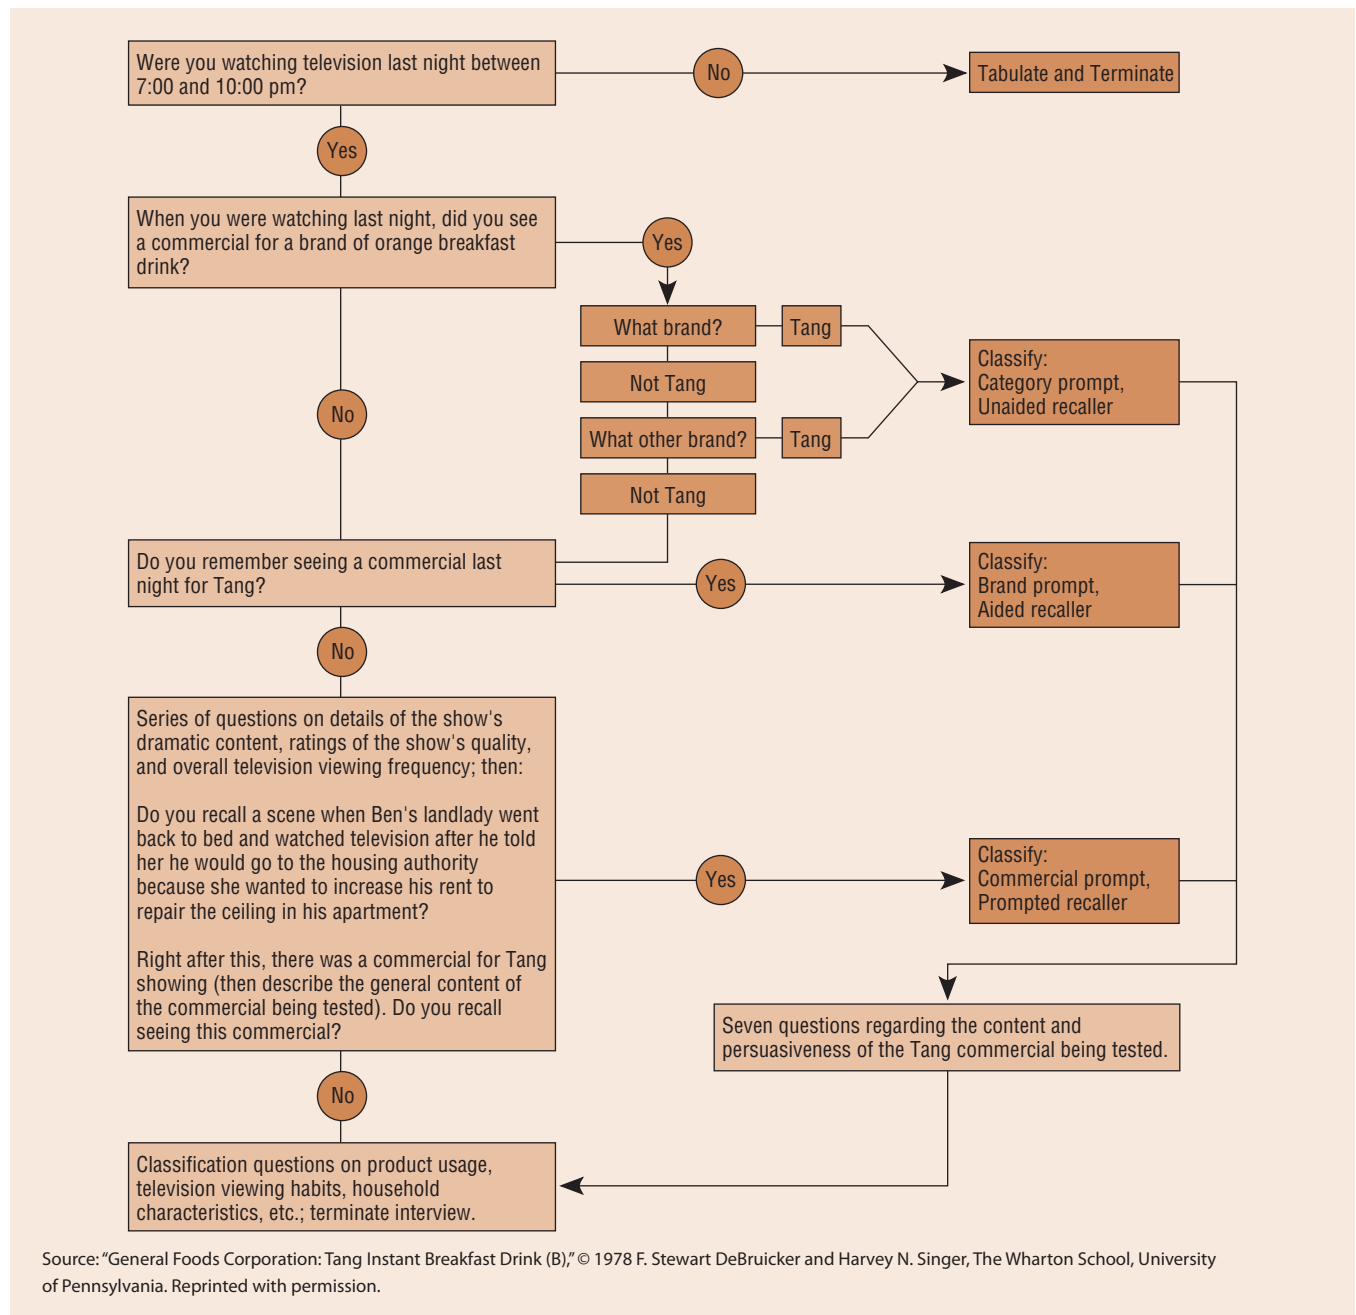 Were you watching television last night between
7:00 and 10:00 pm?
No
Tabulate and Terminate
Yes
When you were watching last night, did you see
a commercial for a brand of orange breakfast
drink?
Yes
What brand?
Tang
Not Tang
What other brand?
Tang
Not Tang
Classify:
Category prompt,
Unaided recaller
No
Do you remember seeing a commercial last
night for Tang?
Yes
Classify:
Brand prompt,
Aided recaller
No
Series of questions on details of the show's
dramatic content, ratings of the show's quality,
and overall television viewing frequency; then:
Do you recall a scene when Ben's landlady went
back to bed and watched television after he told
her he would go to the housing authority
because she wanted to increase his rent to
repair the ceiling in his apartment?
Right after this, there was a commercial for Tang
showing (then describe the general content of
the commercial being tested). Do you recall
seeing this commercial?
Yes
Classify:
Commercial prompt,
Prompted recaller
Seven questions regarding the content and
persuasiveness of the Tang commercial being tested.
No
Classification questions on product usage,
television viewing habits, household
characteristics, etc.; terminate interview.
Source: “General Foods Corporation: Tang Instant Breakfast Drink (B),” © 1978 F. Stewart DeBruicker and Harvey N. Singer, The Wharton School, University
of Pennsylvania. Reprinted with permission.